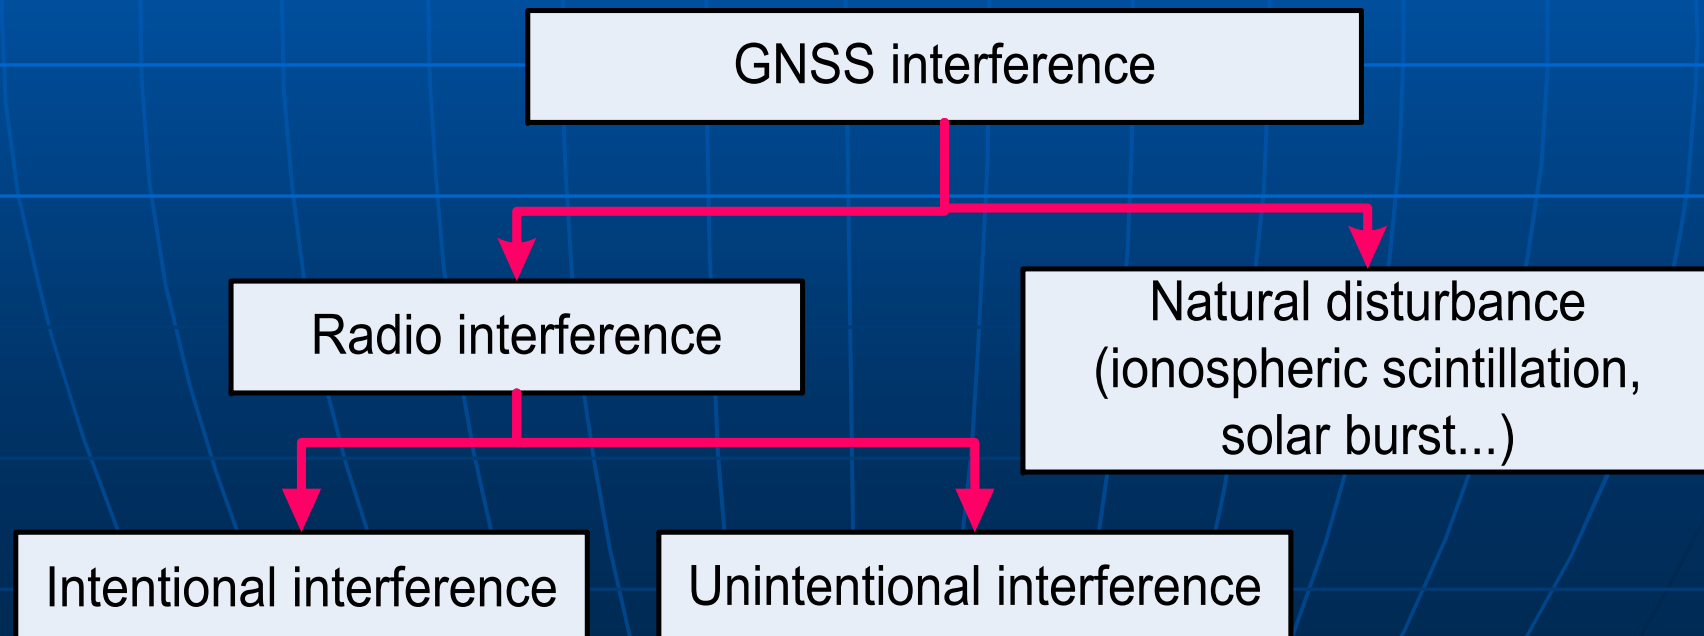 GNSS interference
Radio interference
Natural disturbance
(ionospheric scintillation,
solar burst...)
Intentional interference
Unintentional interference